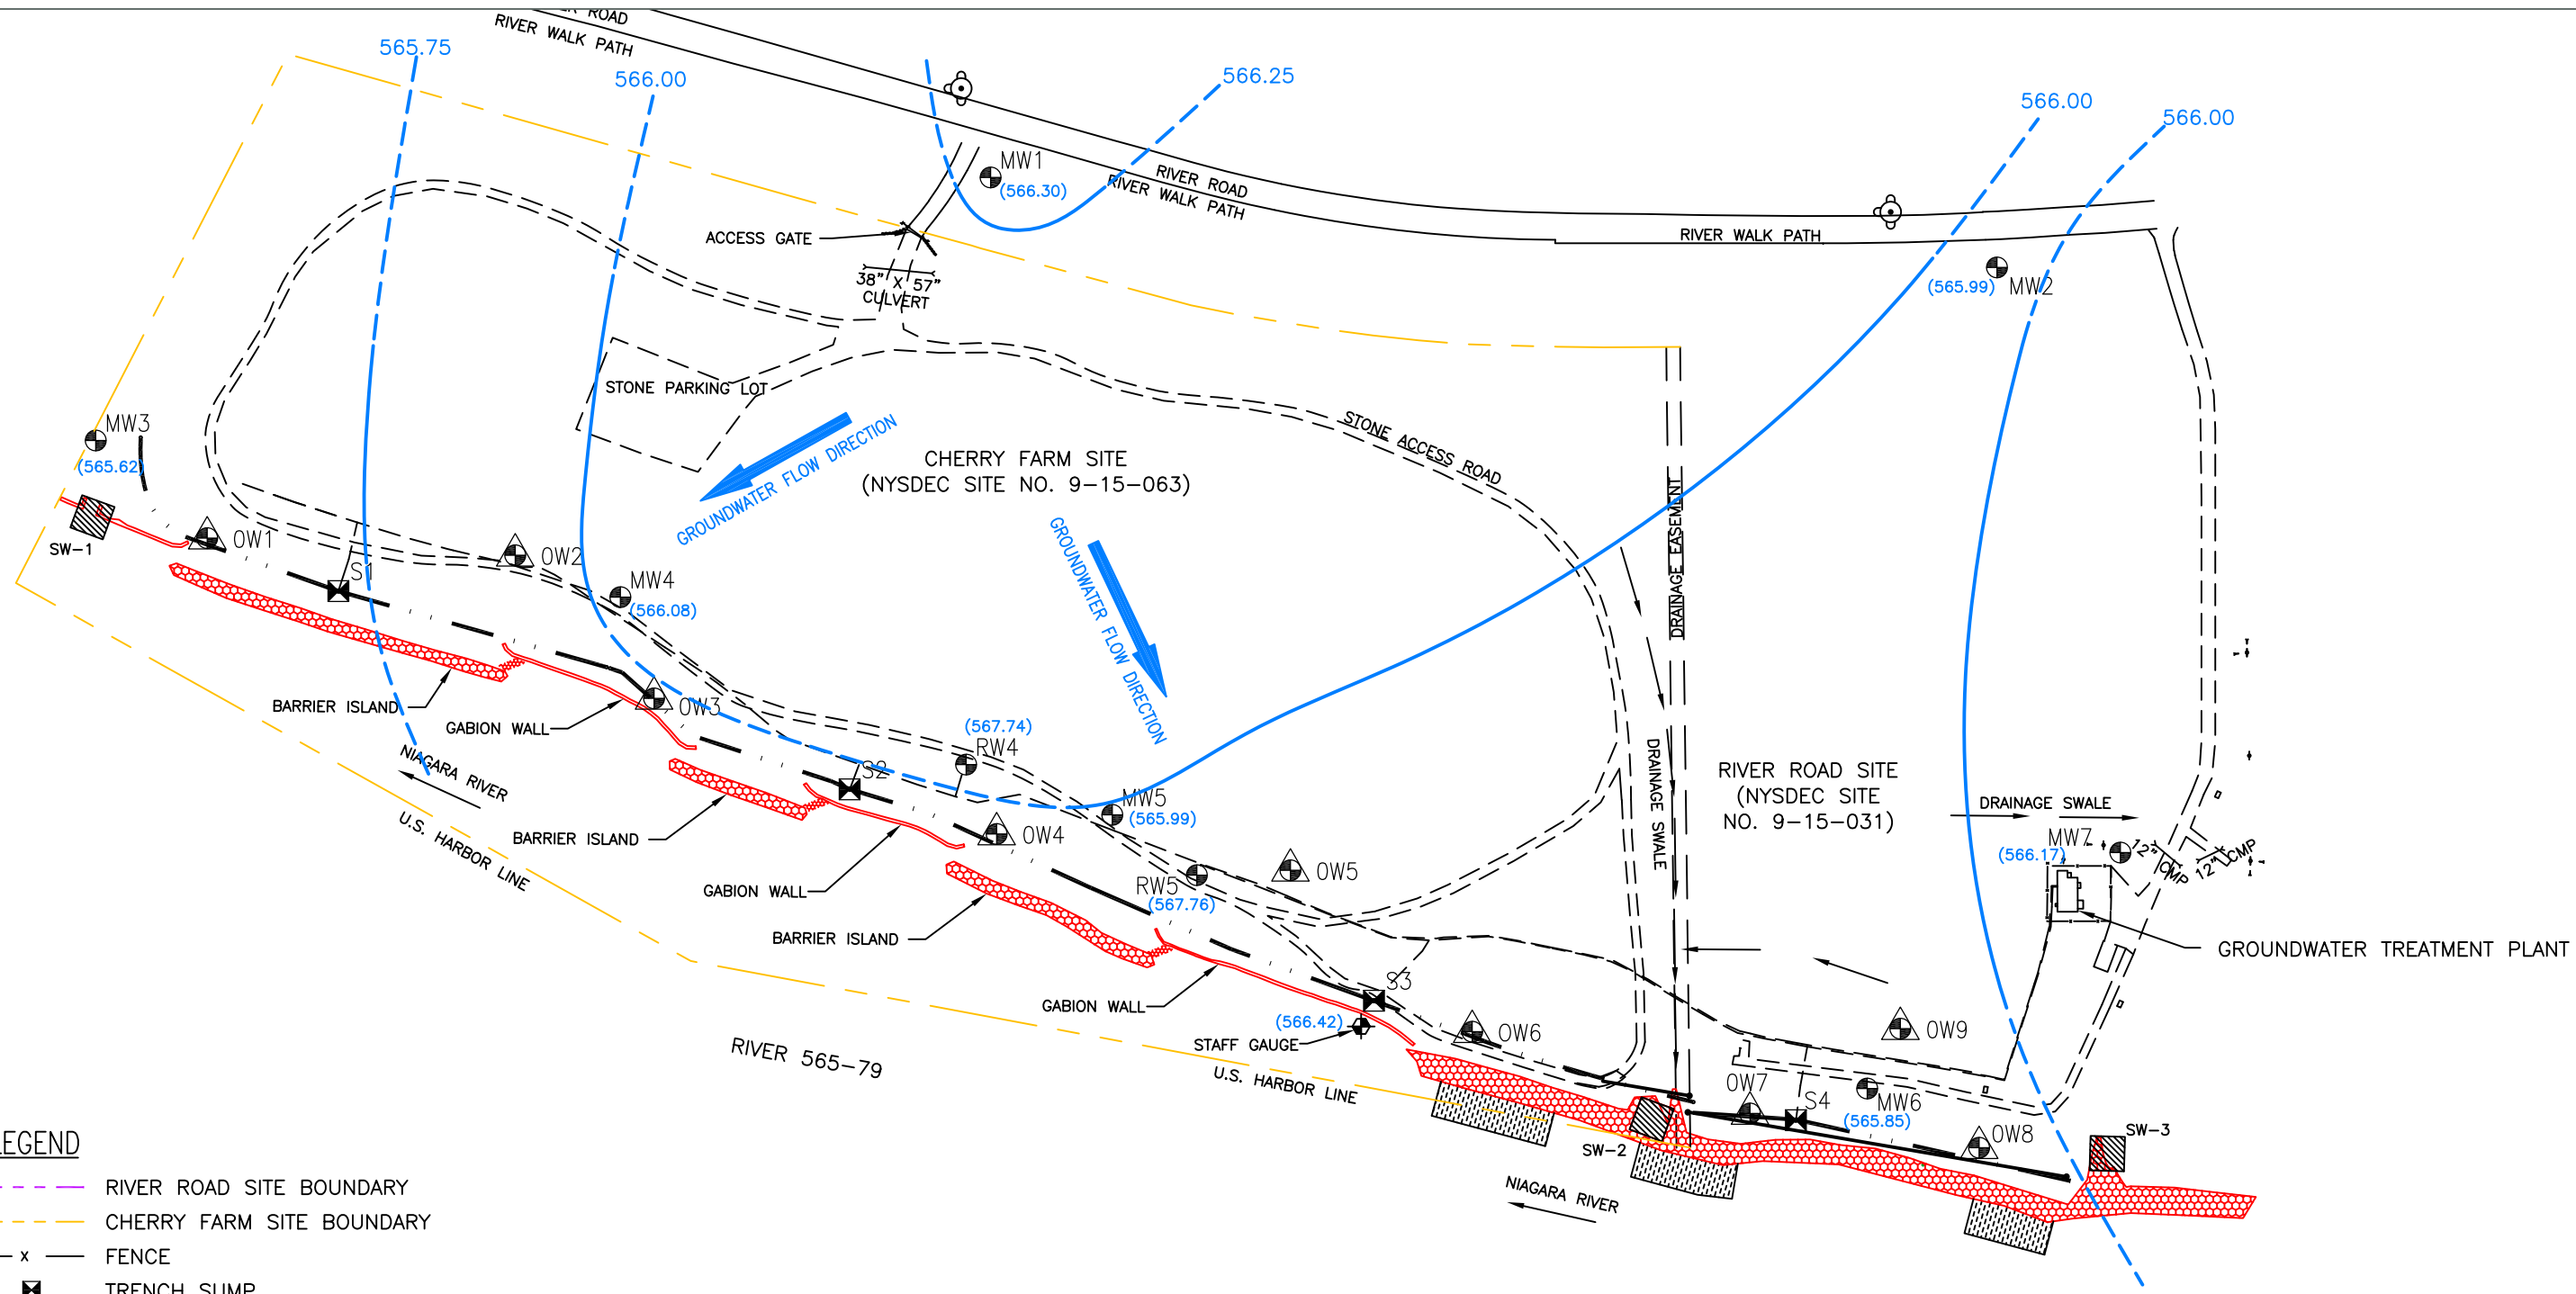 ROAD
RIVER WALK PATH
565.75
566.00
566.25
566.00
566.00
MW1
(566.30)
RIVER ROAD
RIVER WALK PATH
ACCESS GATE
RIVER WALK PATH
38" X 57"
CULVERT
(565.99)
MW2
STONE PARKING LOT
MW3
(565.62)
GROUNDWATER FLOW DIRECTION
CHERRY FARM SITE
(NYSDEC SITE NO. 9-15-063)
STONE ACCESS ROAD
DRAINAGE EASEMENT
SW-1
OW1
OW2
S1
MW4
(566.08)
GROUNDWATER FLOW DIRECTION
BARRIER ISLAND
GABION WALL
OW3
NIAGARA RIVER
(567.74)
RW4
S2
MW5
(565.99)
DRAINAGE SWALE
RIVER ROAD SITE
(NYSDEC SITE
NO. 9-15-031)
DRAINAGE SWALE
U.S. HARBOR LINE
BARRIER ISLAND
OW4
MW7
(566.17)
12" CMP
12" CMP
GABION WALL
RW5
(567.76)
OW5
BARRIER ISLAND
GROUNDWATER TREATMENT PLANT
GABION WALL
S3
(566.42)
STAFF GAUGE
OW6
OW9
RIVER 565-79
U.S. HARBOR LINE
OW7
S4
MW6
(565.85)
OW8
SW-2
SW-3
NIAGARA RIVER
LEGEND
RIVER ROAD SITE BOUNDARY
CHERRY FARM SITE BOUNDARY
x FENCE
TRENCH SUMP